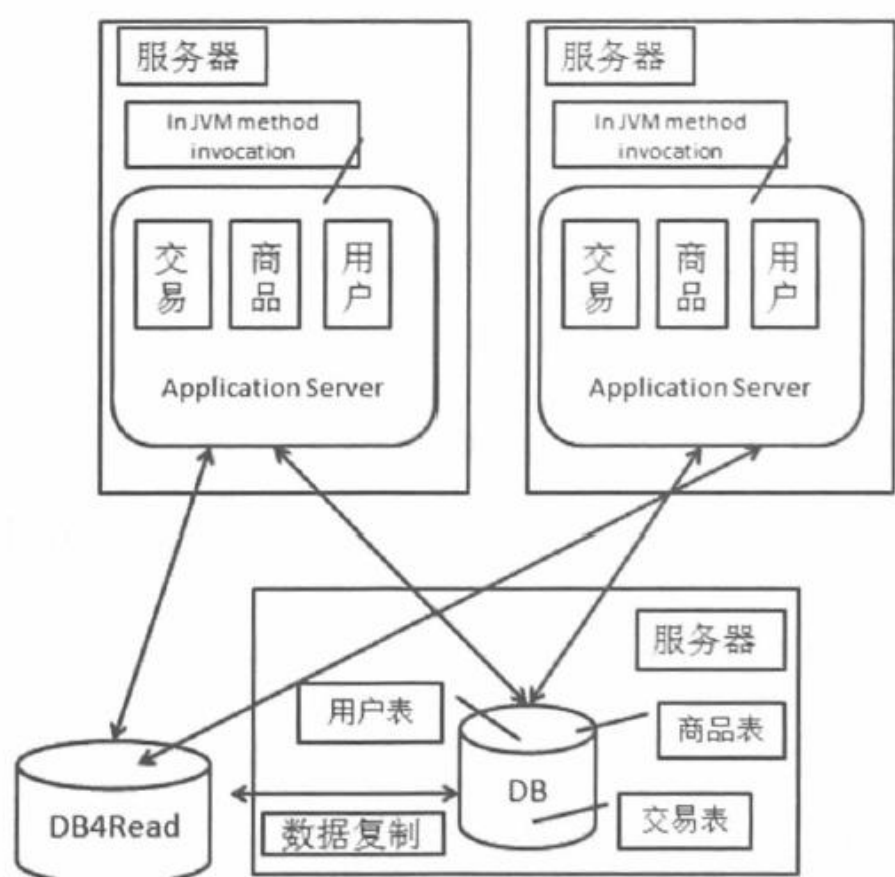 服务器
服务器
In JVM method
invocation
In JVM method
invocation
交易
商品
用户
交易
商品
用户
Application Server
Application Server
服务器
用户表
商品表
DB
交易表
DB4Read
数据复制